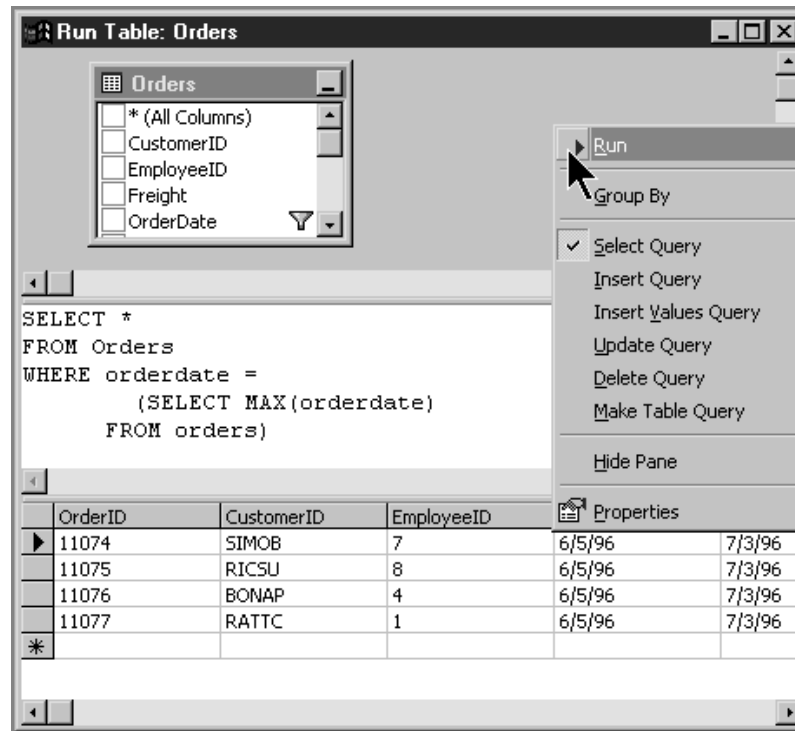 Run Table: Orders
Orders
* (All Columns)
CustomerID
EmployeeID
Freight
OrderDate
Run
Group By
Select Query
Insert Query
Insert Values Query
Update Query
Delete Query
Make Table Query
Hide Pane
Properties
SELECT *
FROM Orders
WHERE orderdate =
(SELECT MAX(orderdate)
FROM orders)
OrderID CustomerID EmployeeID
11074 SIMOB 7 6/5/96 7/3/96
11075 RICSU 8 6/5/96 7/3/96
11076 BONAP 4 6/5/96 7/3/96
11077 RATTC 1 6/5/96 7/3/96